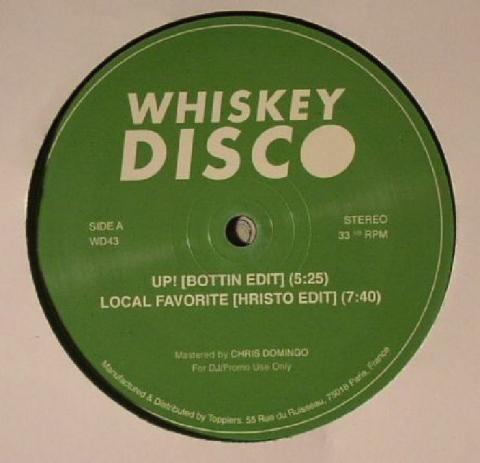 WHISKEY
DISCO
SIDE A
WD43
STEREO
33 1/3 RPM
UP! [BOTTIN EDIT] (5:25)
LOCAL FAVORITE [HRISTO EDIT] (7:40)
Mastered by CHRIS DOMINGO
For DJ/Promo Use Only
Manufactured & Distributed by Toppiers. 55 Rue du Ruisseau, 75018 Paris, France